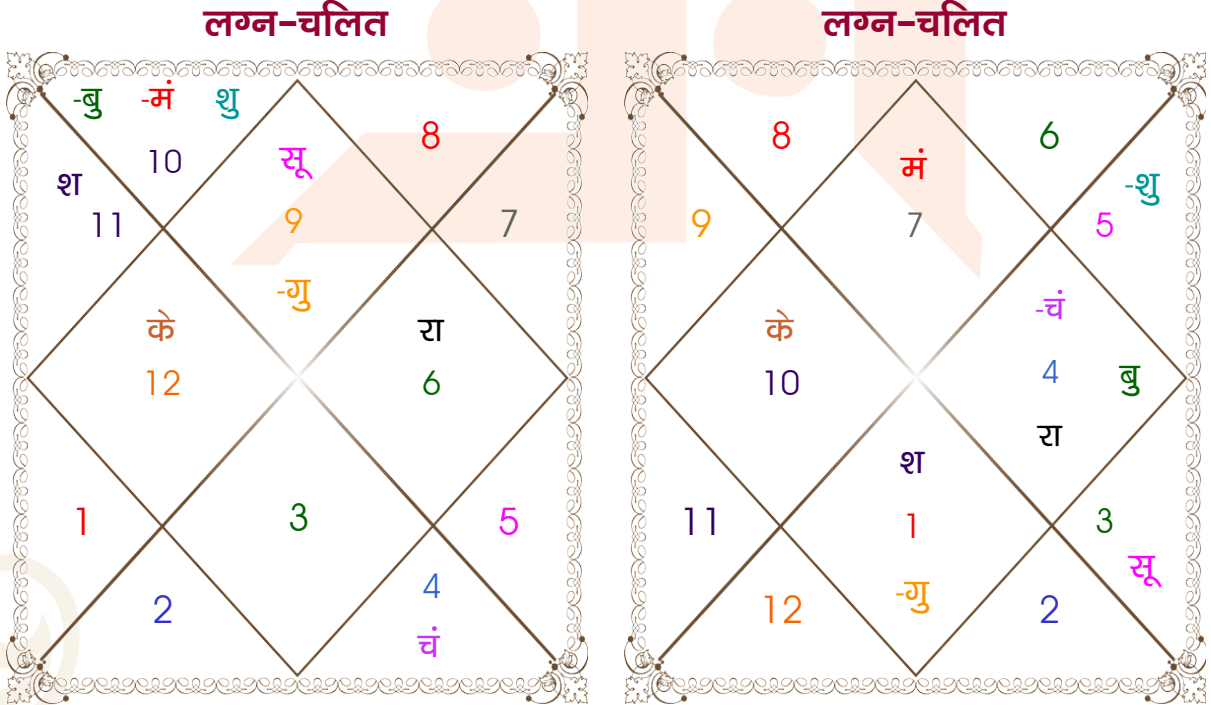 लग्न-चलित
-बु -मं शु
10
सू
8
श
11
9
7
-गु
के
12
रा
6
1
3
5
2
4
चं
लग्न-चलित
8
मं
6
-शु
9
7
5
-चं
के
10
4
बु
रा
श
11
1
3
सू
12
-गु
2